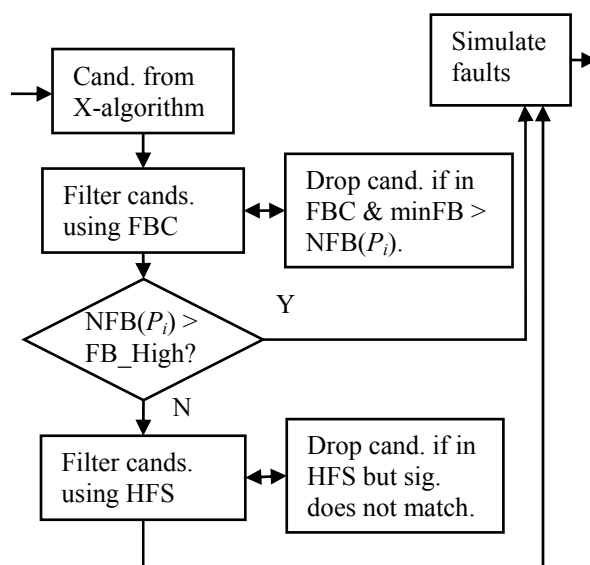 Simulate
faults
Cand. from
X-algorithm
Filter cands.
using FBC
Drop cand. if in
FBC & minFB >
NFB(Pi).
NFB(Pi) >
FB_High?
Y
N
Filter cands.
using HFS
Drop cand. if in
HFS but sig.
does not match.